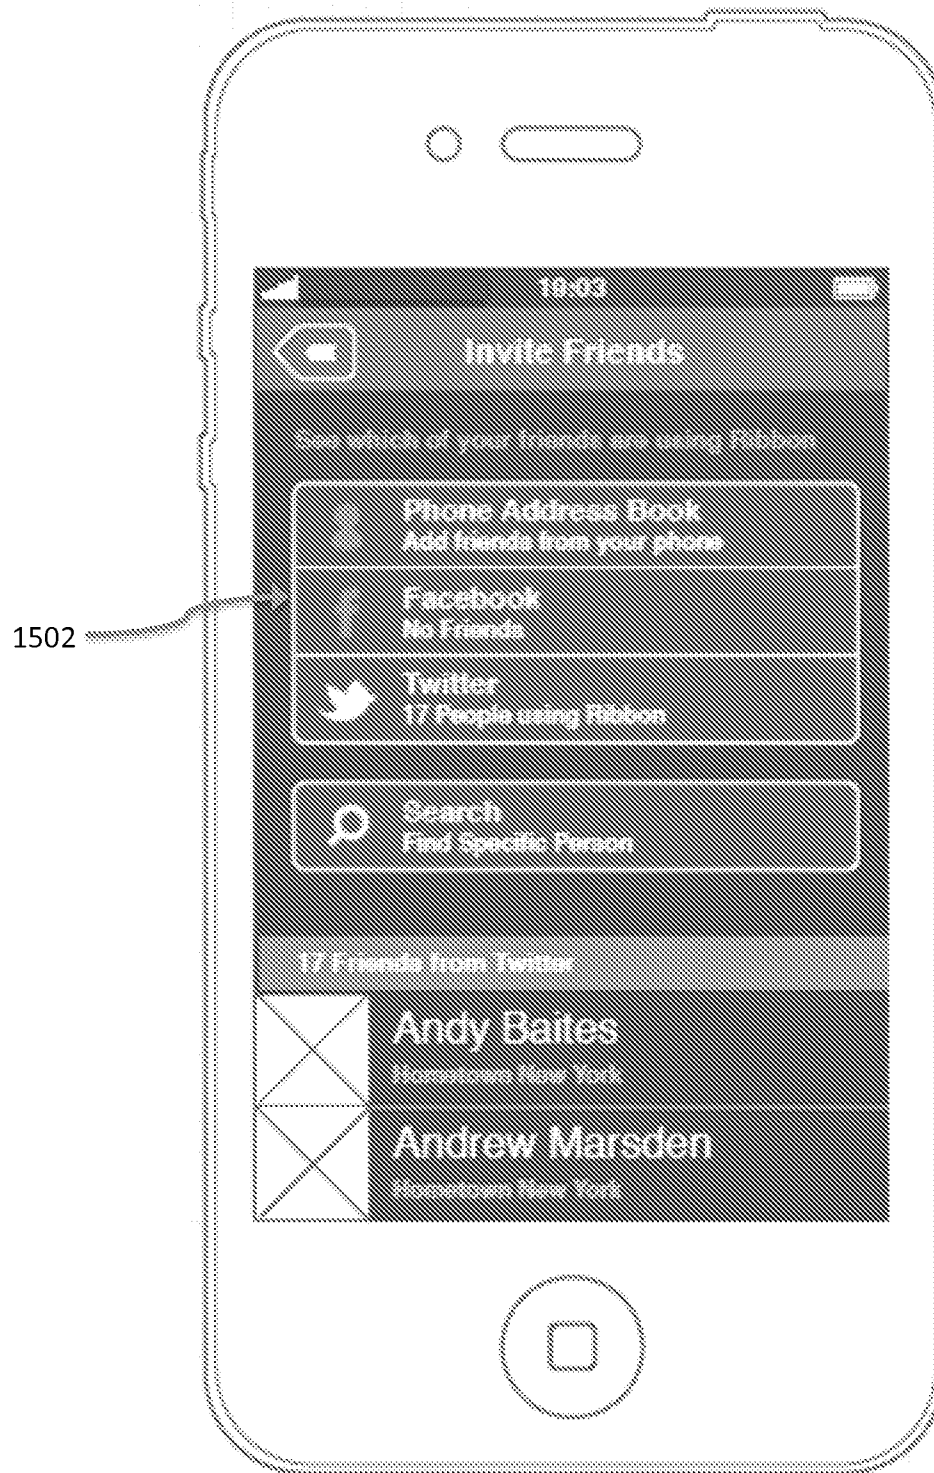 10:03
Invite Friends
See which of your friends are using Ribbon
Phone Address Book
Add friends from your phone
Facebook
No Friends
1502
Twitter
17 People using Ribbon
Search
Find Specific Person
17 Friends from Twitter
Andy Baites
Hometown New York
Andrew Marsden
Hometown New York